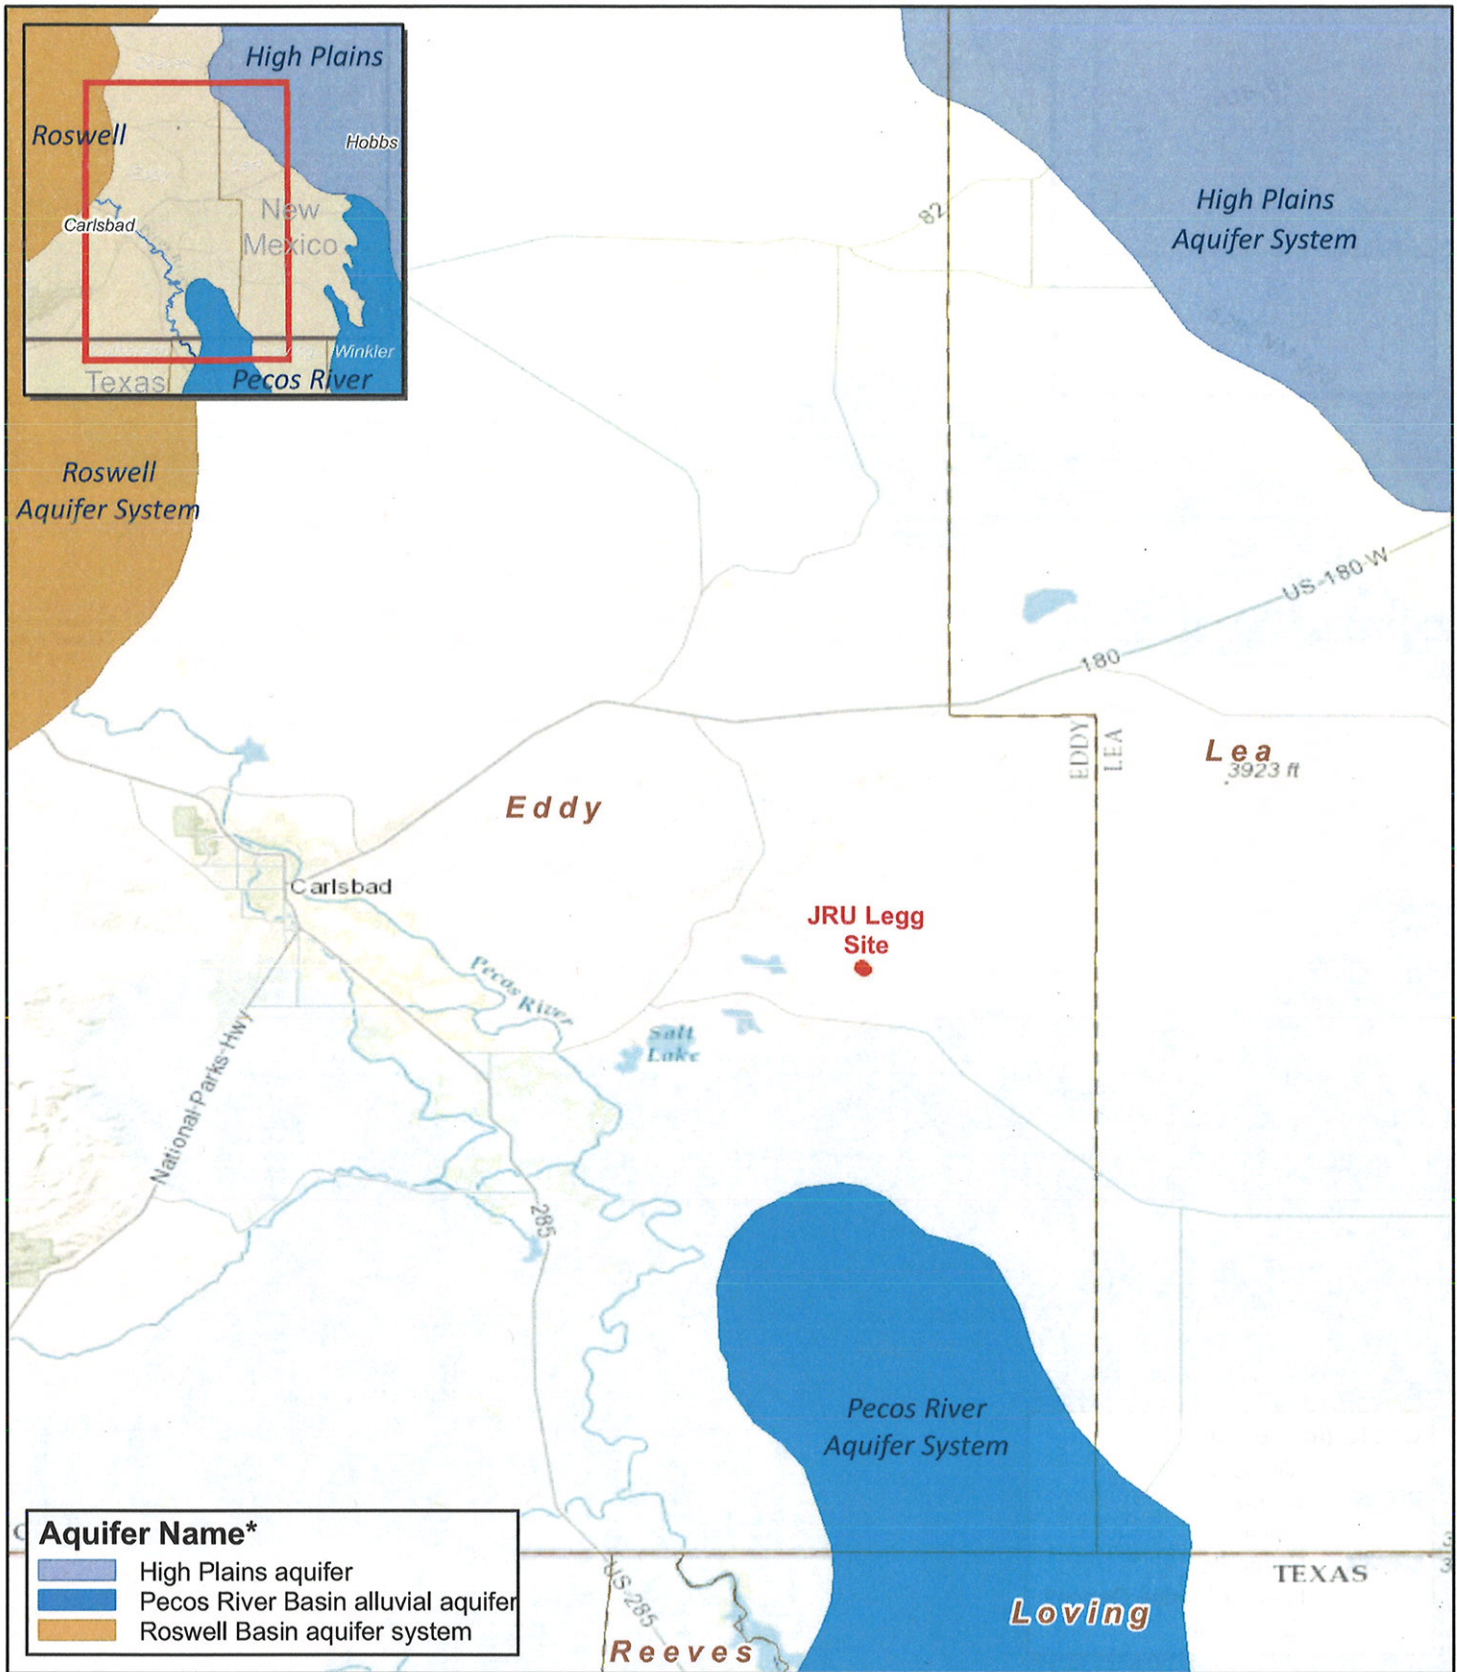 High Plains
Roswell
Hobbs
Carlsbad
New
Mexico
Winkler
Texas
Pecos River
High Plains
Aquifer System
82
Roswell
Aquifer System
US-180-W
180
EDDY
LEA
Lea
3923 ft
Eddy
Carlsbad
JRU Legg
Site
Pecos
River
Salt
Lake
National-Parks-Hwy
285
Pecos River
Aquifer System
Aquifer Name*
High Plains aquifer
Pecos River Basin alluvial aquifer
Roswell Basin aquifer system
TEXAS
US-285
Loving
Reeves